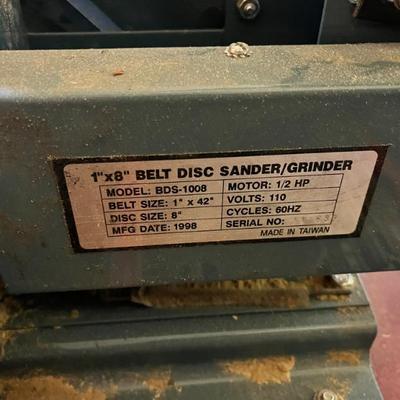 1"x8" BELT DISC SANDER/GRINDER
MODEL: BDS-1008 MOTOR: 1/2 HP
BELT SIZE: 1" x 42" VOLTS: 110
DISC SIZE: 8" CYCLES: 60HZ
MFG DATE: 1998 SERIAL NO:
MADE IN TAIWAN